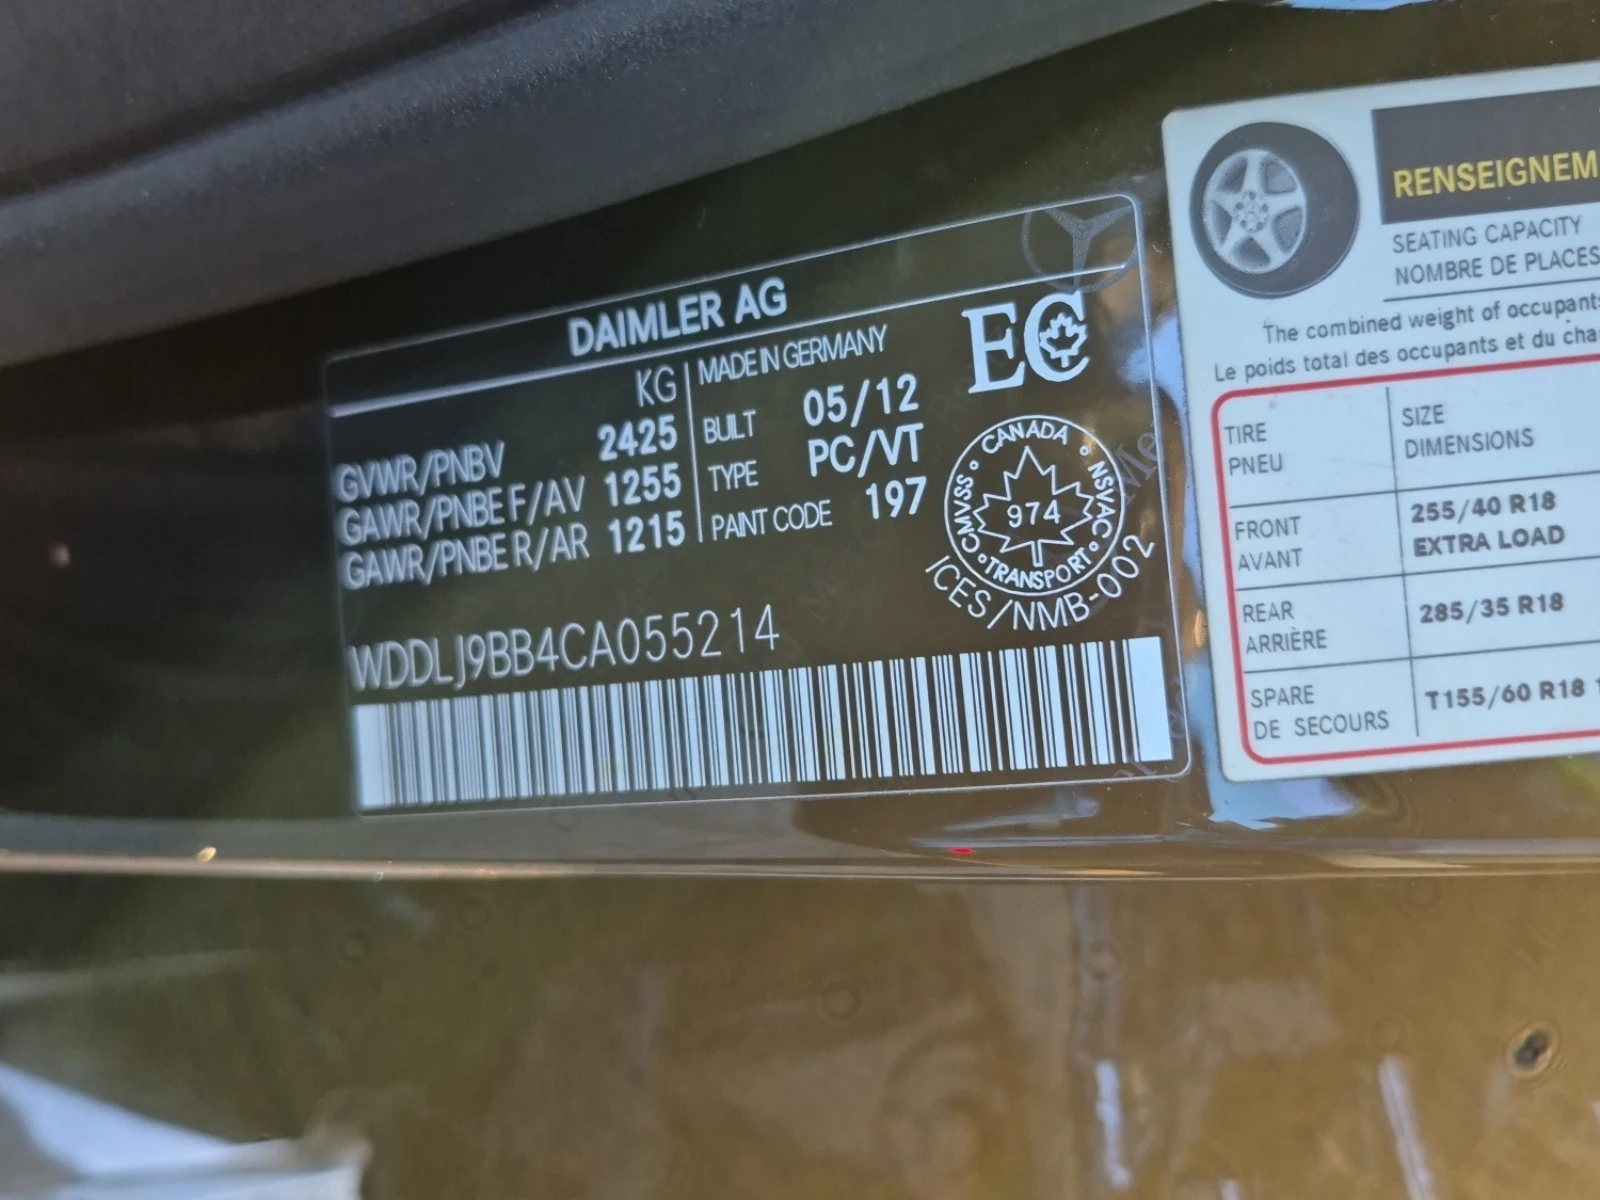 DAIMLER AG
KG
GVWR/PNBV 2425
GAWR/PNBE F/AV 1255
GAWR/PNBE R/AR 1215
MADE IN GERMANY
BUILT 05/12
TYPE PC/VT
PAINT CODE 197
EC
CANADA
974
CMVSS
NSVAC
TRANSPORT
ICES/NMB-002
WDDLJ9BB4CA055214
RENSEIGNEM
SEATING CAPACITY
NOMBRE DE PLACES
The combined weight of occupants
Le poids total des occupants et du cha
TIRE SIZE
PNEU DIMENSIONS
FRONT 255/40 R18
AVANT EXTRA LOAD
REAR 285/35 R18
ARRIÈRE
SPARE T155/60 R18
DE SECOURS